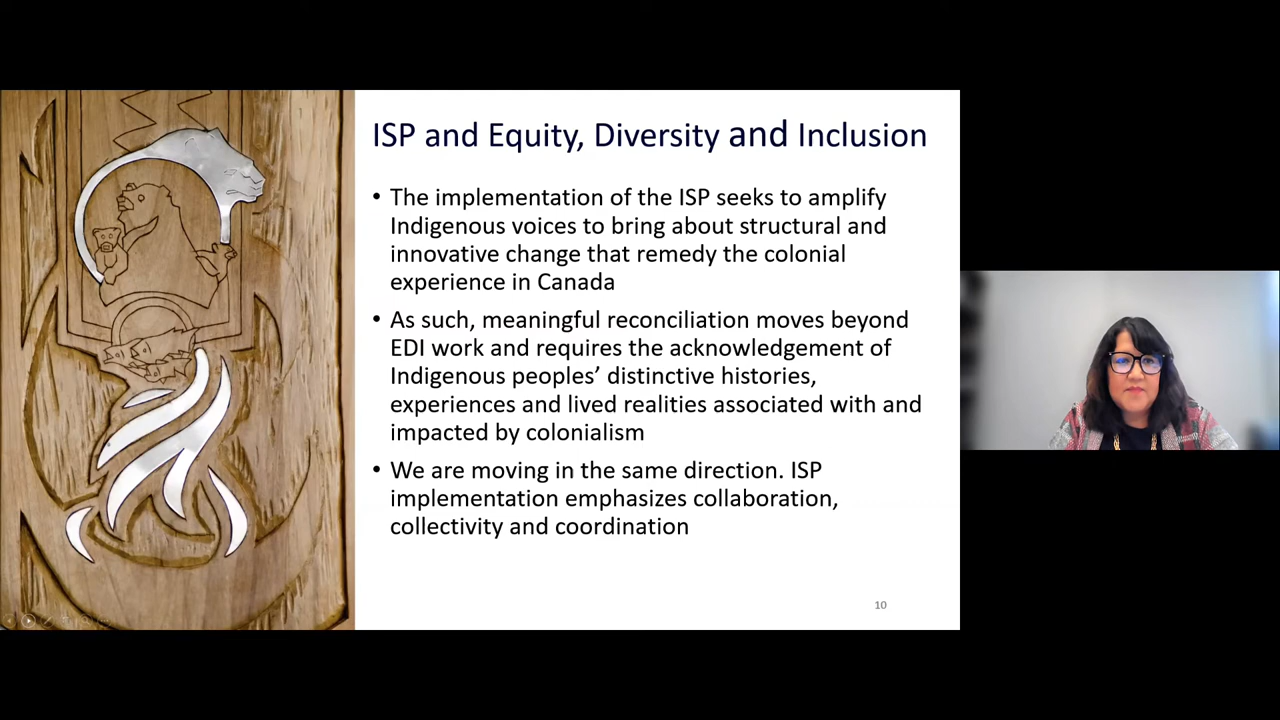 ISP and Equity, Diversity and Inclusion
• The implementation of the ISP seeks to amplify
Indigenous voices to bring about structural and
innovative change that remedy the colonial
experience in Canada
• As such, meaningful reconciliation moves beyond
EDI work and requires the acknowledgement of
Indigenous peoples’ distinctive histories,
experiences and lived realities associated with and
impacted by colonialism
• We are moving in the same direction. ISP
implementation emphasizes collaboration,
collectivity and coordination
10